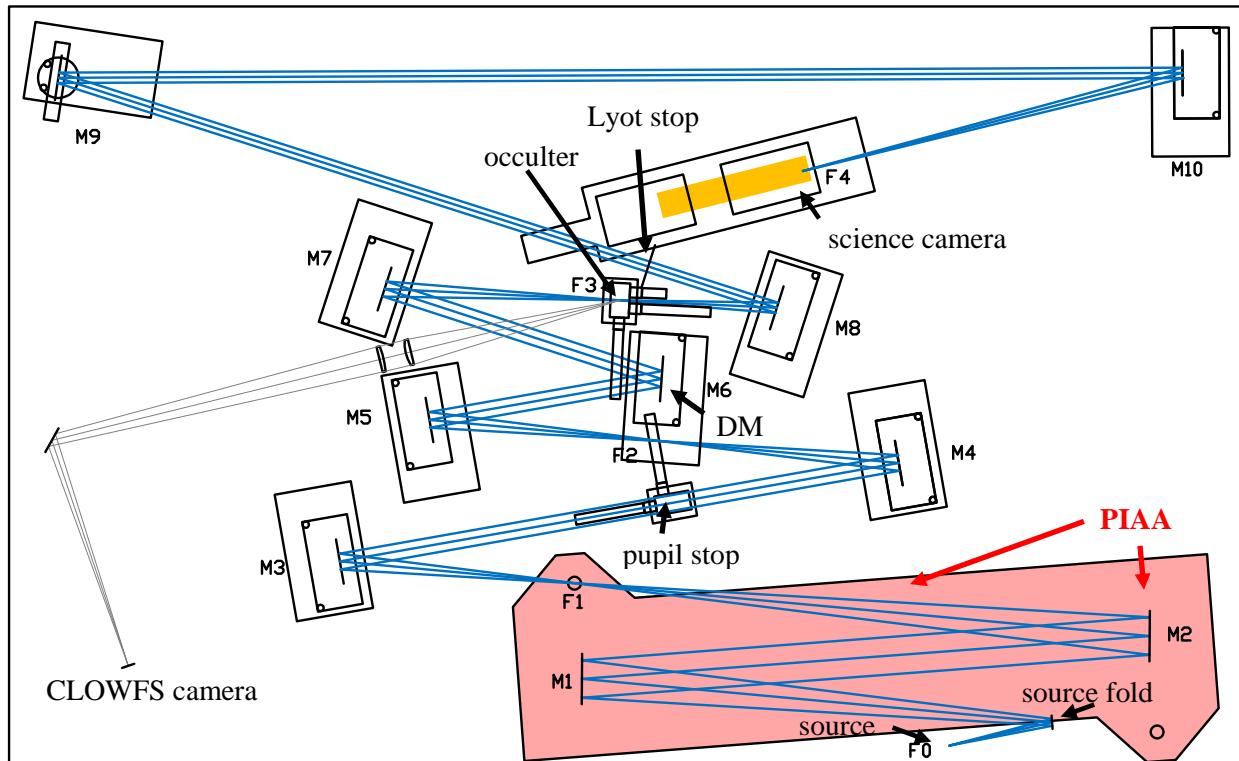 Lyot stop
M9
occulter
M10
F4
science camera
M7
F3
M8
M6
M5
DM
F2
M4
PIAA
pupil stop
M3
F1
M2
M1
CLOWFS camera
source fold
source
F0